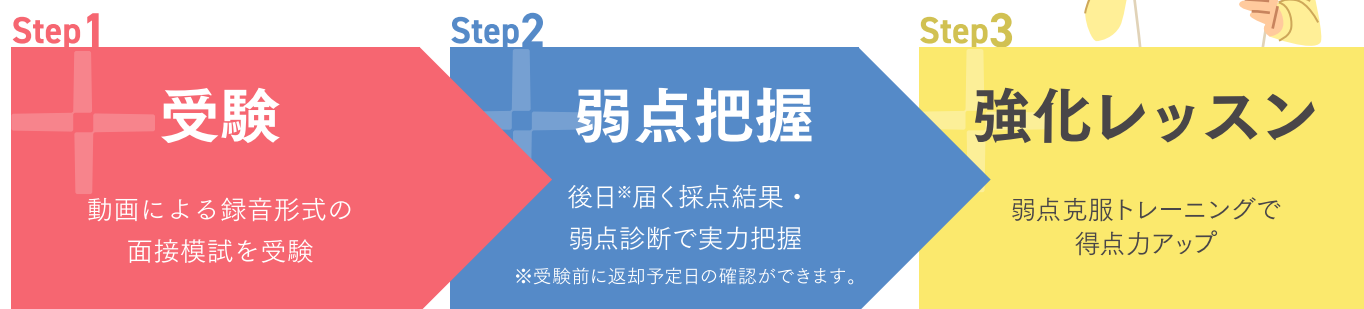 Step1
受験
動画による録音形式の
面接模試を受験
Step2
弱点把握
後日※届く採点結果・
弱点診断で実力把握
※受験前に返却予定日の確認ができます。
Step3
強化レッスン
弱点克服トレーニングで
得点力アップ